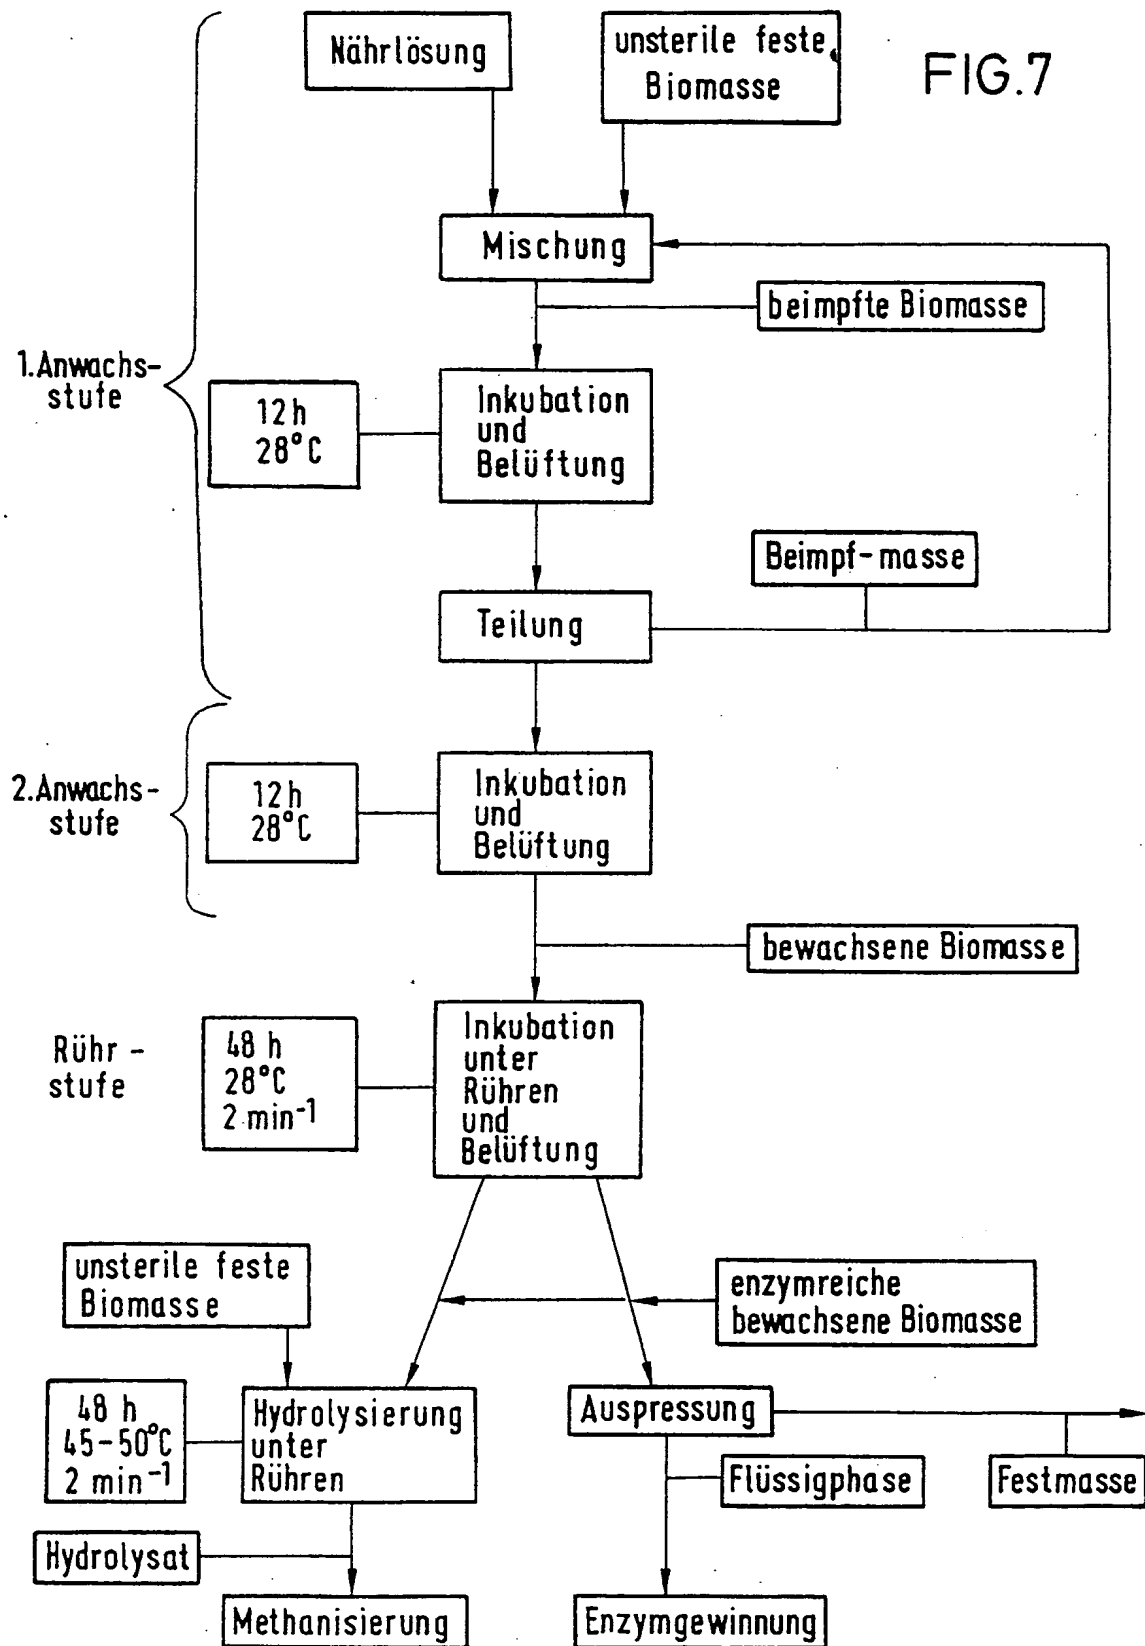 Nährlösung
unsterile feste
Biomasse
FIG.7
Mischung
beimpfte Biomasse
1.Anwachs-
stufe
12h
28°C
Inkubation
und
Belüftung
Beimpf-masse
Teilung
2.Anwachs-
stufe
12h
28°C
Inkubation
und
Belüftung
bewachsene Biomasse
Rühr-
stufe
48 h
28°C
2 min⁻¹
Inkubation
unter
Rühren
und
Belüftung
unsterile feste
Biomasse
enzymreiche
bewachsene Biomasse
48 h
45-50°C
2 min⁻¹
Hydrolysierung
unter
Rühren
Auspressung
Flüssigphase
Festmasse
Hydrolysat
Methanisierung
Enzymgewinnung